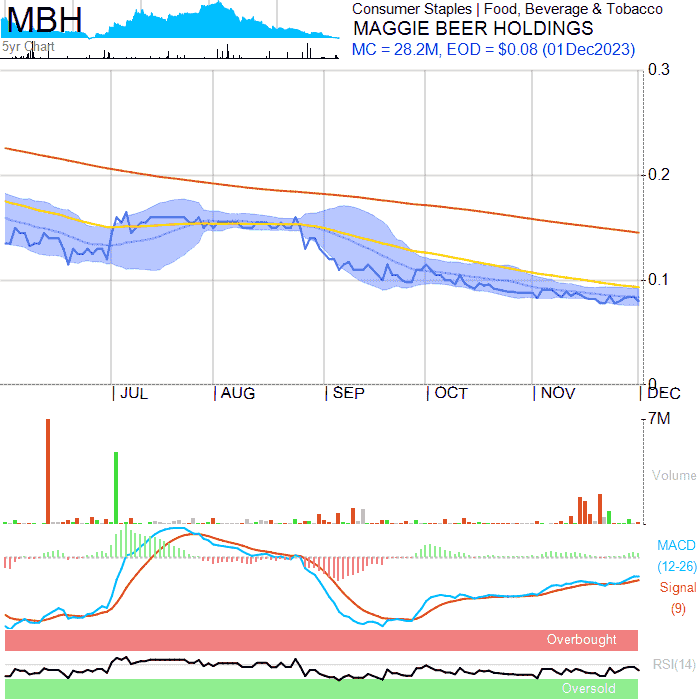 MBH
5yr Chart
Consumer Staples | Food, Beverage & Tobacco
MAGGIE BEER HOLDINGS
MC = 28.2M, EOD = $0.08 (01Dec2023)
0.3
0.2
0.1
0
JUL AUG SEP OCT NOV DEC
7M
Volume
MACD
(12-26)
Signal
(9)
Overbought
RSI(14)
Oversold